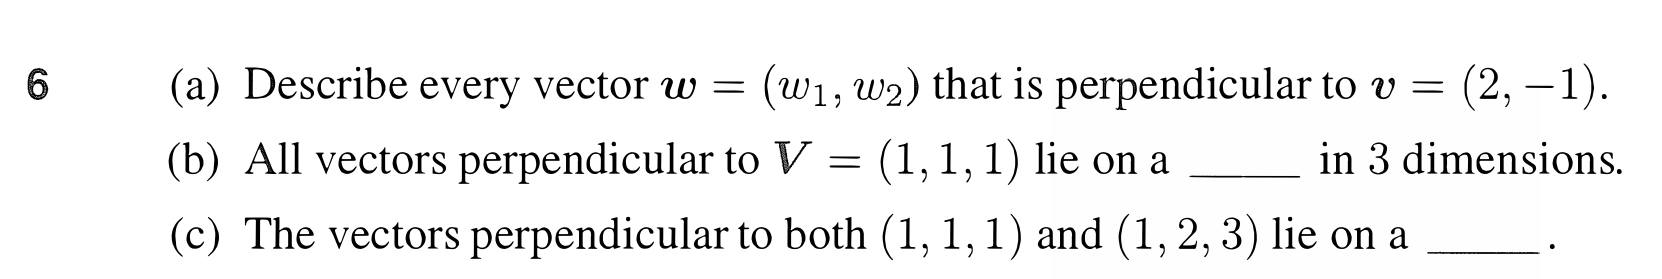 6 (a) Describe every vector w = (w₁, w₂) that is perpendicular to v = (2, −1).
(b) All vectors perpendicular to V = (1, 1, 1) lie on a _____ in 3 dimensions.
(c) The vectors perpendicular to both (1, 1, 1) and (1, 2, 3) lie on a _____ .